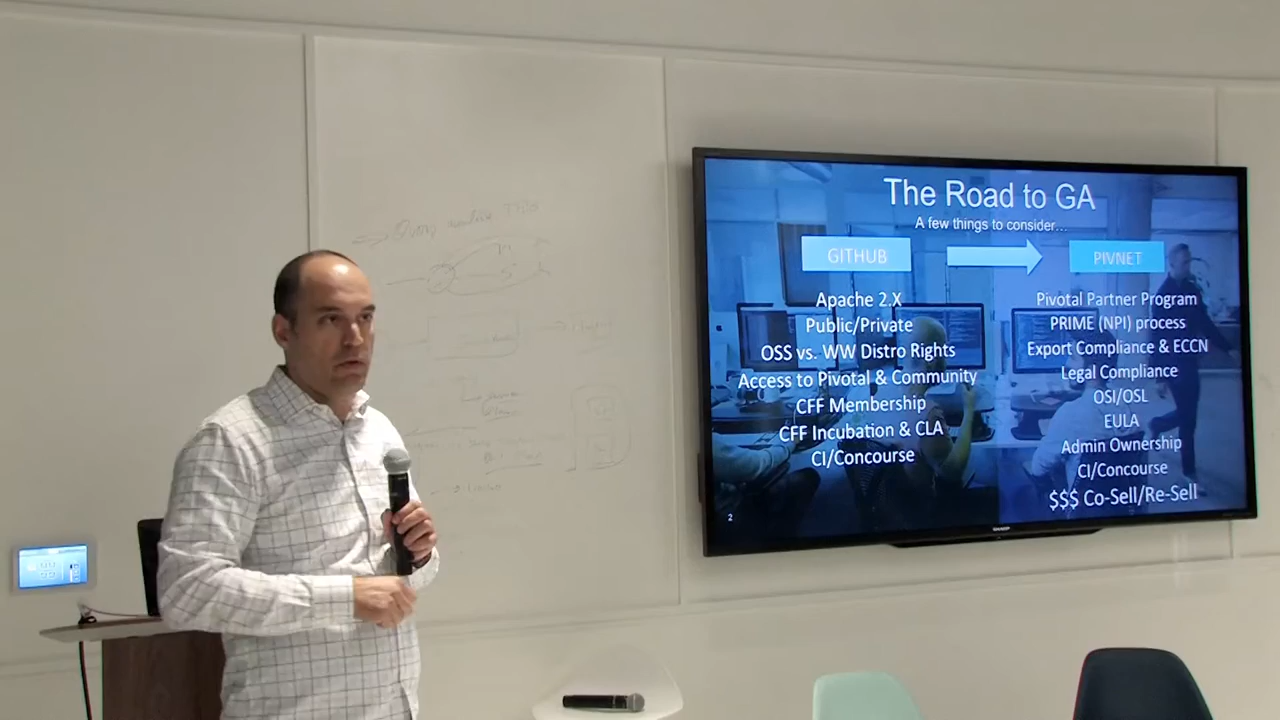 The Road to GA
A few things to consider...
GITHUB
PIVNET
Apache 2.X
Public/Private
OSS vs. WW Distro Rights
Access to Pivotal & Community
CFF Membership
CFF Incubation & CLA
CI/Concourse
Pivotal Partner Program
PRIME (NPI) process
Export Compliance & ECCN
Legal Compliance
OSI/OSL
EULA
Admin Ownership
CI/Concourse
$$$ Co-Sell/Re-Sell
2
SHARP